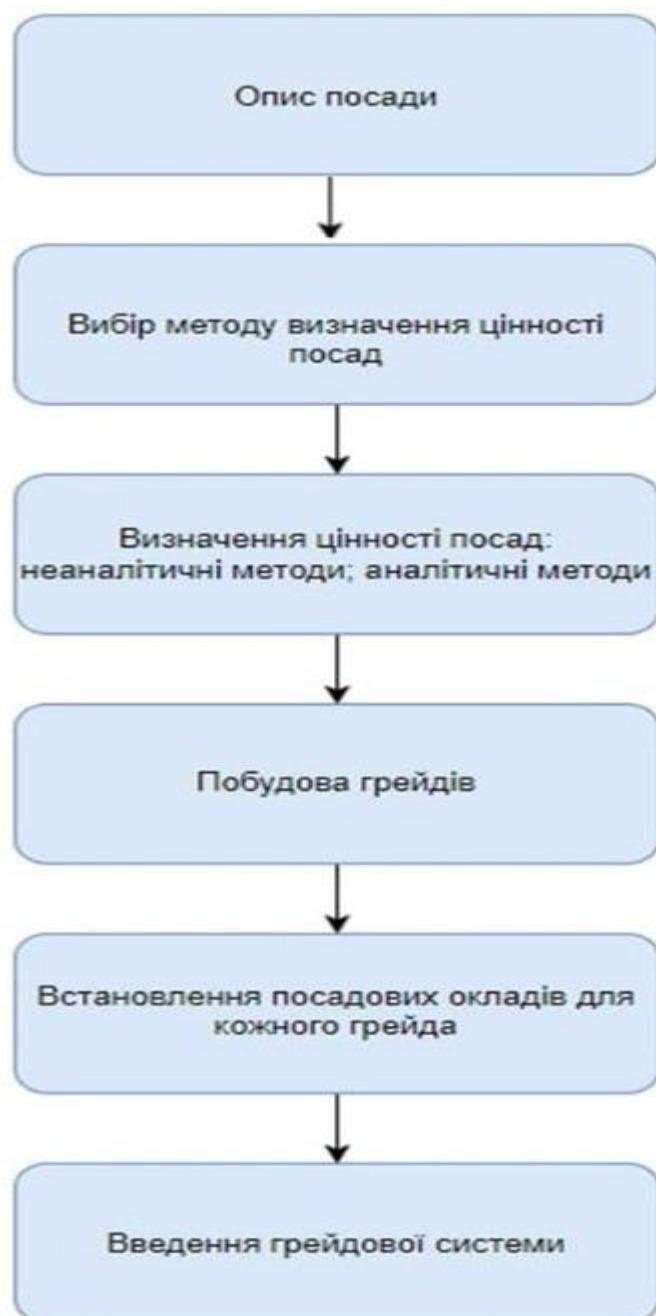 Опис посади
Вибір методу визначення цінності
посад
Визначення цінності посад:
неаналітичні методи; аналітичні методи
Побудова грейдів
Встановлення посадових окладів для
кожного грейда
Введення грейдової системи